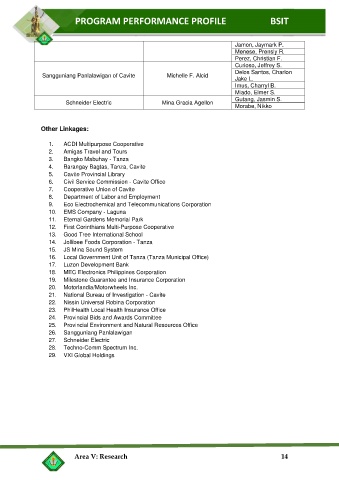 PROGRAM PERFORMANCE PROFILE BSIT
Jamon, Jaymark P.
Menese, Prensly R.
Perez, Christian F.
Sangguniang Panlalawigan of Cavite Michelle F. Alcid
Curioso, Jeffrey S.
Delos Santos, Charlon
Jake L.
Imus, Charryl B.
Miado, Elmer S.
Schneider Electric Mina Gracia Agellon
Gutang, Jasmin S.
Moraba, Nikko
Other Linkages:
1. ACDI Multipurpose Cooperative
2. Amigas Travel and Tours
3. Bangko Mabuhay - Tanza
4. Barangay Bagtas, Tanza, Cavite
5. Cavite Provincial Library
6. Civil Service Commission - Cavite Office
7. Cooperative Union of Cavite
8. Department of Labor and Employment
9. Eco Electrochemical and Telecommunications Corporation
10. EMS Company - Laguna
11. Eternal Gardens Memorial Park
12. First Corinthians Multi-Purpose Cooperative
13. Good Tree International School
14. Jollibee Foods Corporation - Tanza
15. JS Mina Sound System
16. Local Government Unit of Tanza (Tanza Municipal Office)
17. Luzon Development Bank
18. MEC Electronics Philippines Corporation
19. Milestone Guarantee and Insurance Corporation
20. Motorlandia/Motorwheels Inc.
21. National Bureau of Investigation - Cavite
22. Nissin Universal Robina Corporation
23. PhilHealth Local Health Insurance Office
24. Provincial Bids and Awards Committee
25. Provincial Environment and Natural Resources Office
26. Sangguniang Panlalawigan
27. Schneider Electric
28. Techno-Comm Spectrum Inc.
29. VXI Global Holdings
Area V: Research 14